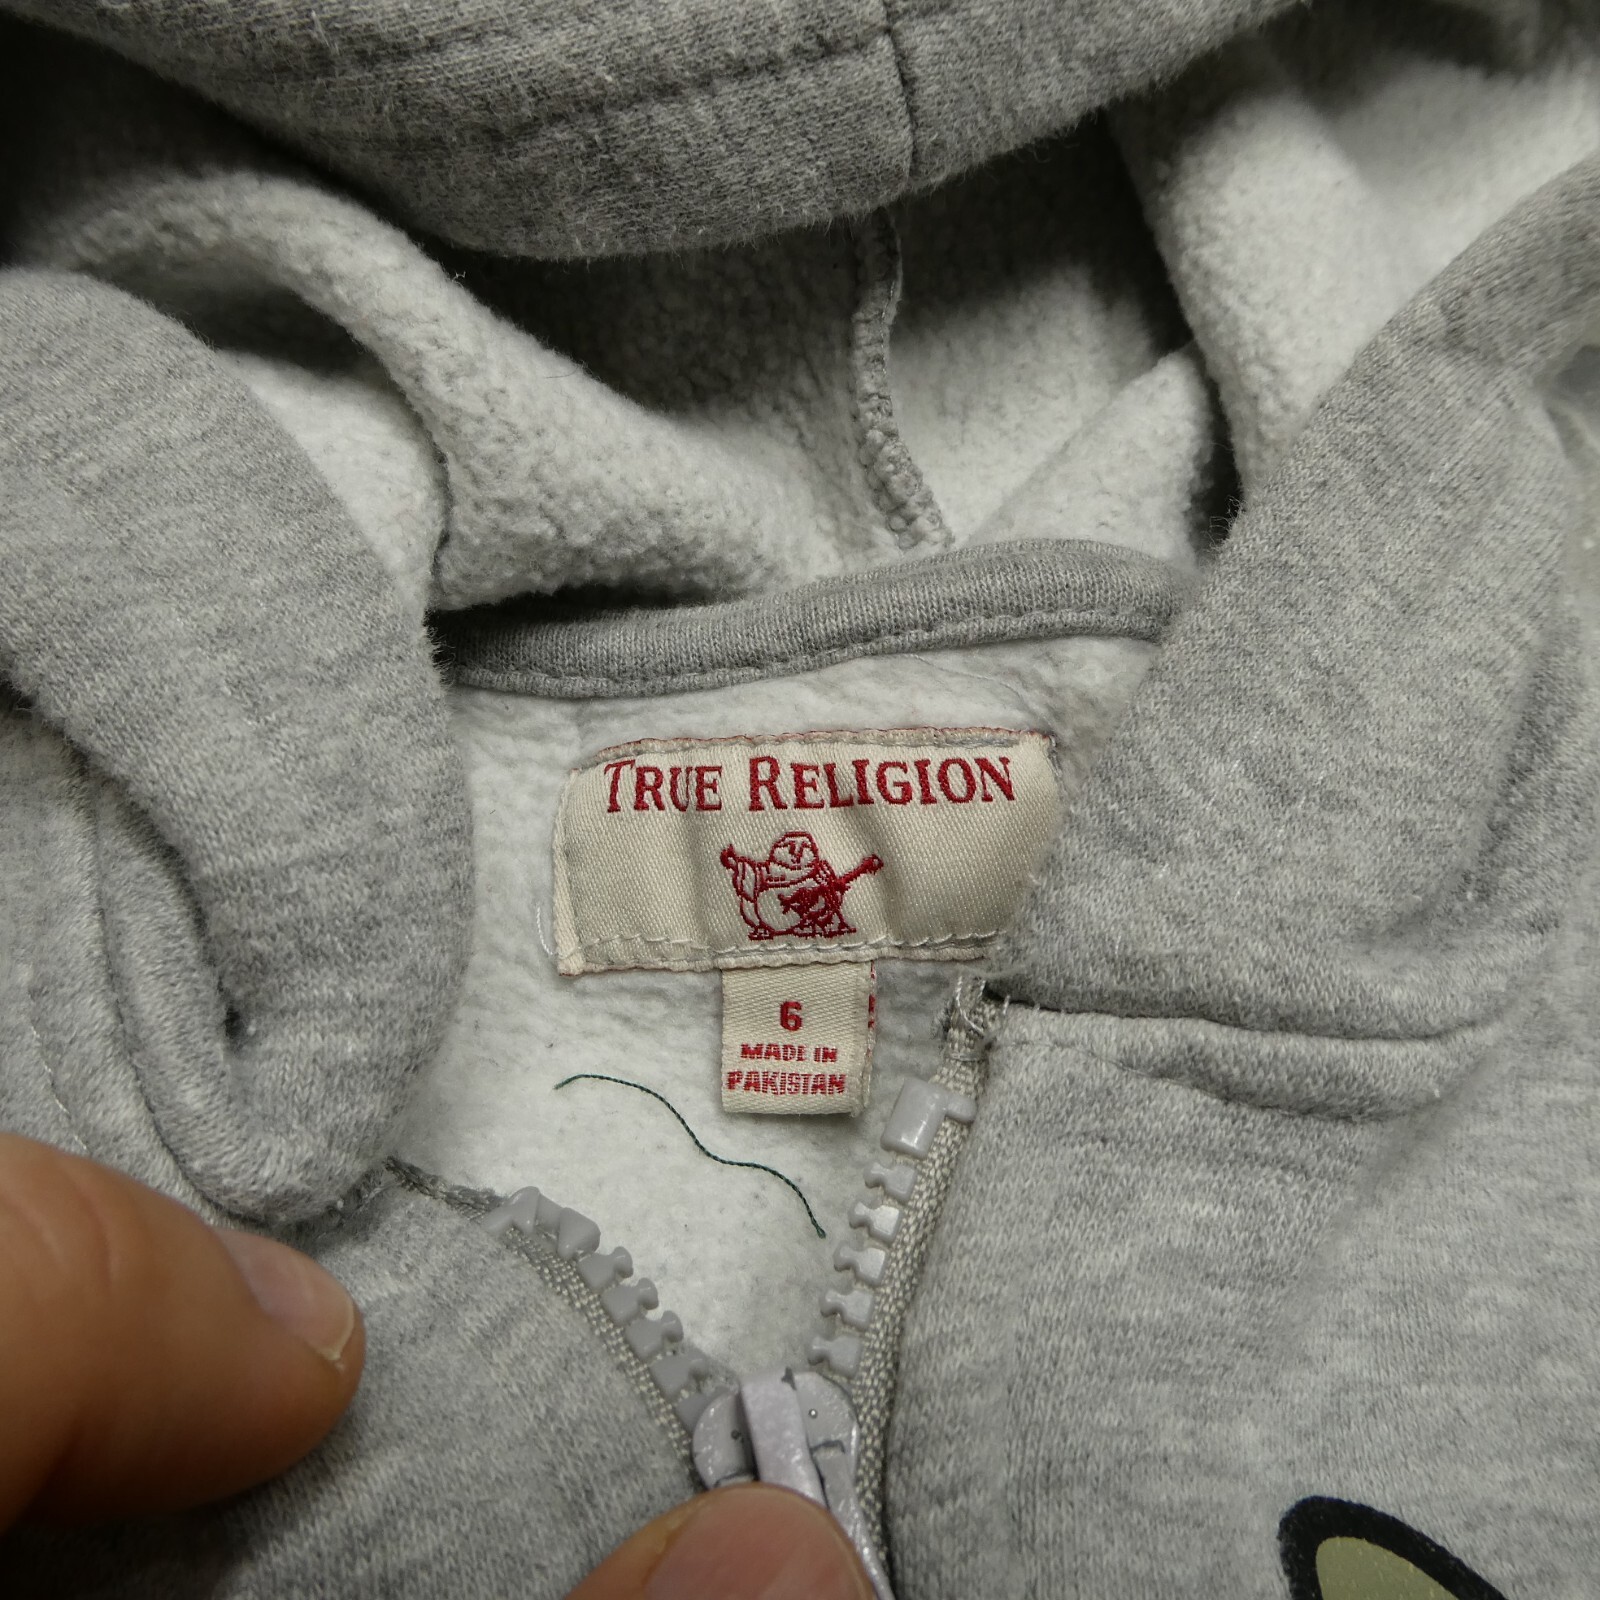 TRUE RELIGION
6
MADE IN
PAKISTAN